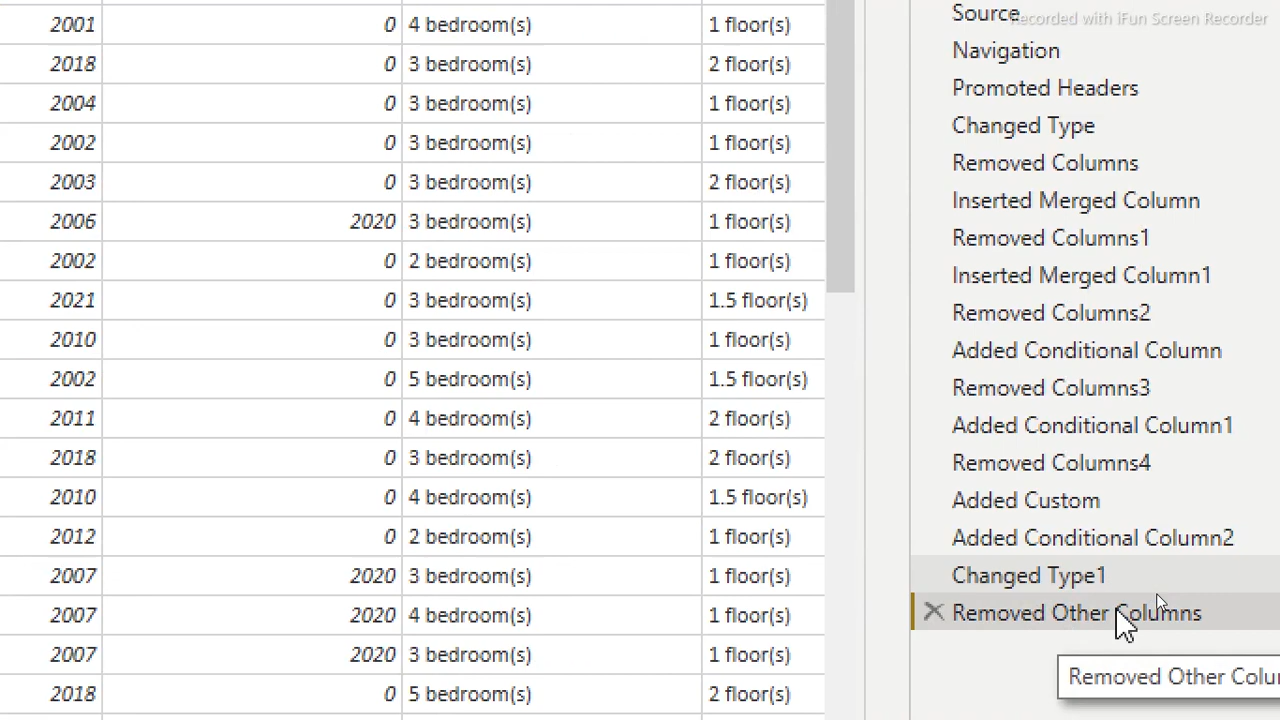 2001 0 4 bedroom(s) 1 floor(s)
2018 0 3 bedroom(s) 2 floor(s)
2004 0 3 bedroom(s) 1 floor(s)
2002 0 3 bedroom(s) 1 floor(s)
2003 0 3 bedroom(s) 2 floor(s)
2006 2020 3 bedroom(s) 1 floor(s)
2002 0 2 bedroom(s) 1 floor(s)
2021 0 3 bedroom(s) 1.5 floor(s)
2010 0 3 bedroom(s) 1 floor(s)
2002 0 5 bedroom(s) 1.5 floor(s)
2011 0 4 bedroom(s) 2 floor(s)
2018 0 3 bedroom(s) 2 floor(s)
2010 0 4 bedroom(s) 1.5 floor(s)
2012 0 2 bedroom(s) 1 floor(s)
2007 2020 3 bedroom(s) 1 floor(s)
2007 2020 4 bedroom(s) 1 floor(s)
2007 2020 3 bedroom(s) 1 floor(s)
2018 0 5 bedroom(s) 2 floor(s)
Source
Recorded with iFun Screen Recorder
Navigation
Promoted Headers
Changed Type
Removed Columns
Inserted Merged Column
Removed Columns1
Inserted Merged Column1
Removed Columns2
Added Conditional Column
Removed Columns3
Added Conditional Column1
Removed Columns4
Added Custom
Added Conditional Column2
Changed Type1
Removed Other Columns
Removed Other Colu